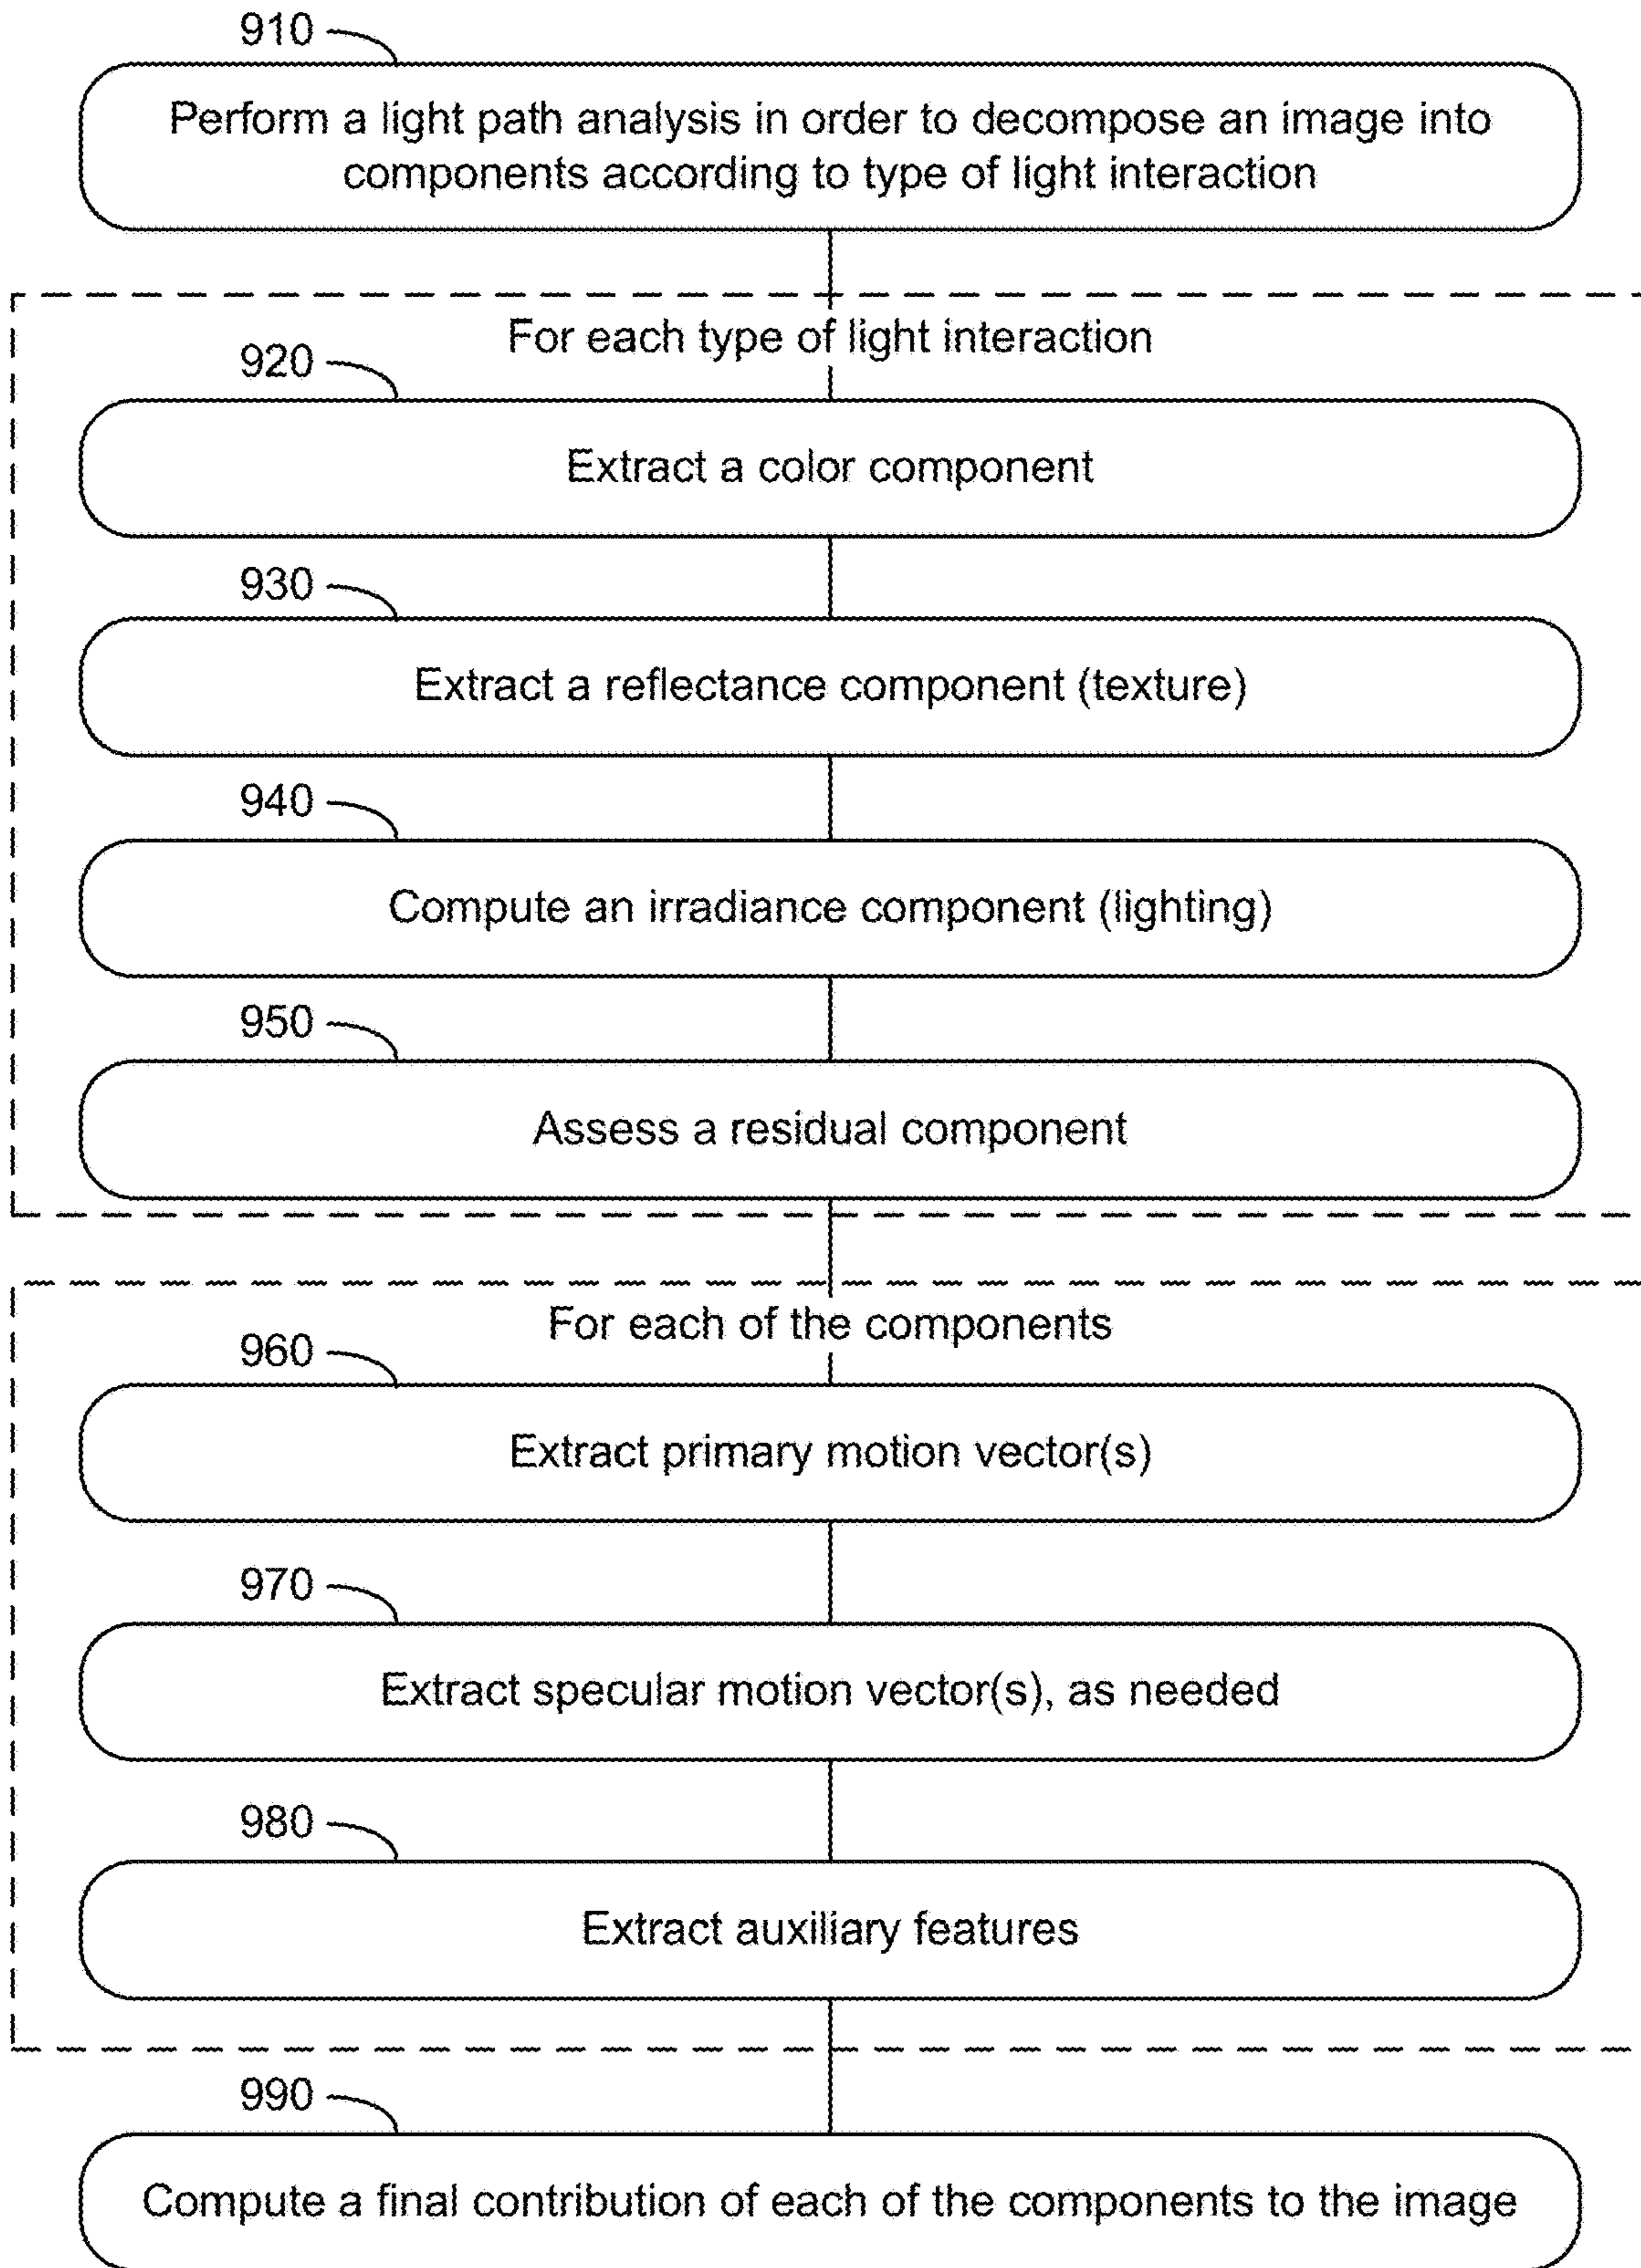 910
Perform a light path analysis in order to decompose an image into
components according to type of light interaction
For each type of light interaction
920
Extract a color component
930
Extract a reflectance component (texture)
940
Compute an irradiance component (lighting)
950
Assess a residual component
For each of the components
960
Extract primary motion vector(s)
970
Extract specular motion vector(s), as needed
980
Extract auxiliary features
990
Compute a final contribution of each of the components to the image